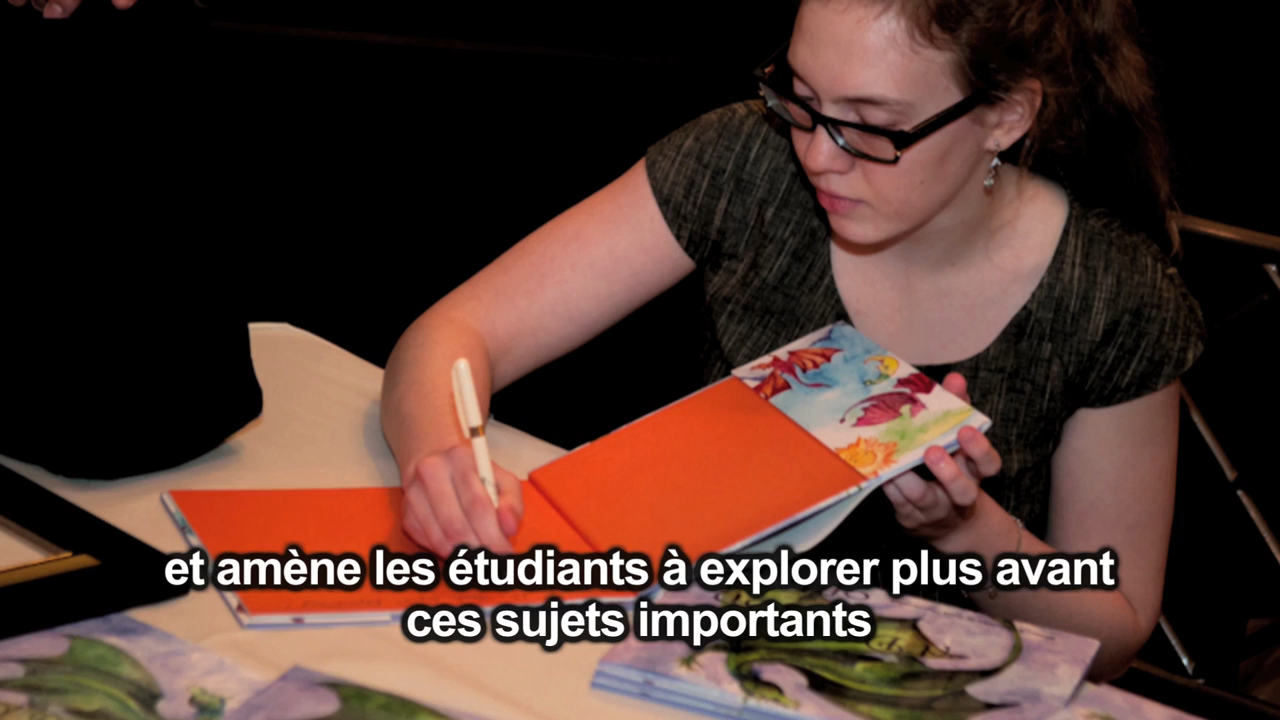 et amène les étudiants à explorer plus avant
ces sujets importants